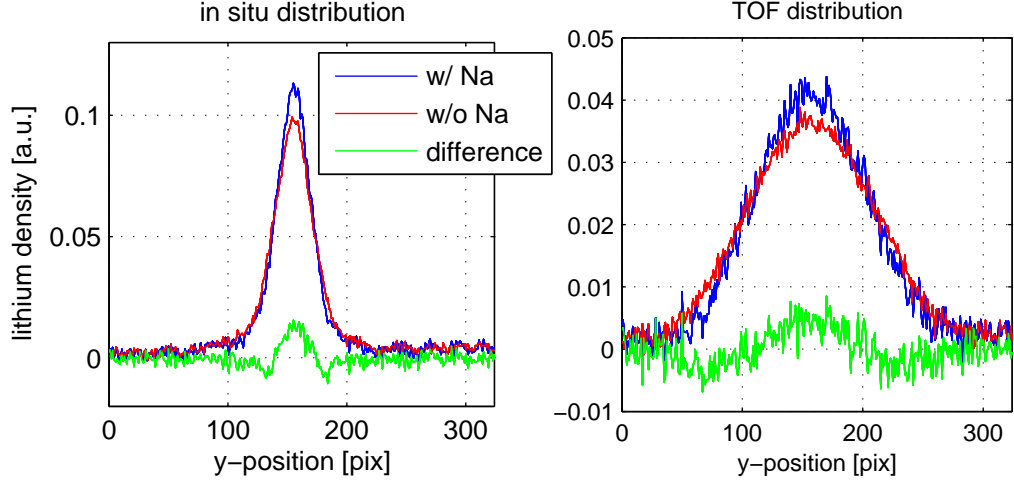 in situ distribution
0.1
0.05
0
0
100
200
300
lithium density [a.u.]
y−position [pix]
w/ Na
w/o Na
difference
TOF distribution
0.05
0.04
0.03
0.02
0.01
0
−0.01
0
100
200
300
y−position [pix]